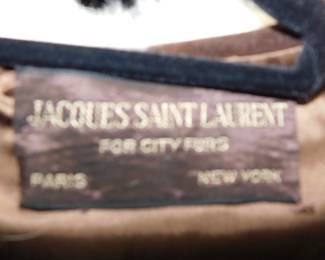 JACQUES SAINT LAURENT
FOR CITY FURS
PARIS NEW YORK